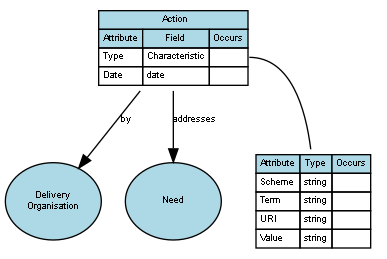 Action
Attribute Field Occurs
Type Characteristic
Date date
by addresses
Delivery
Organisation
Need
Attribute Type Occurs
Scheme string
Term string
URI string
Value string